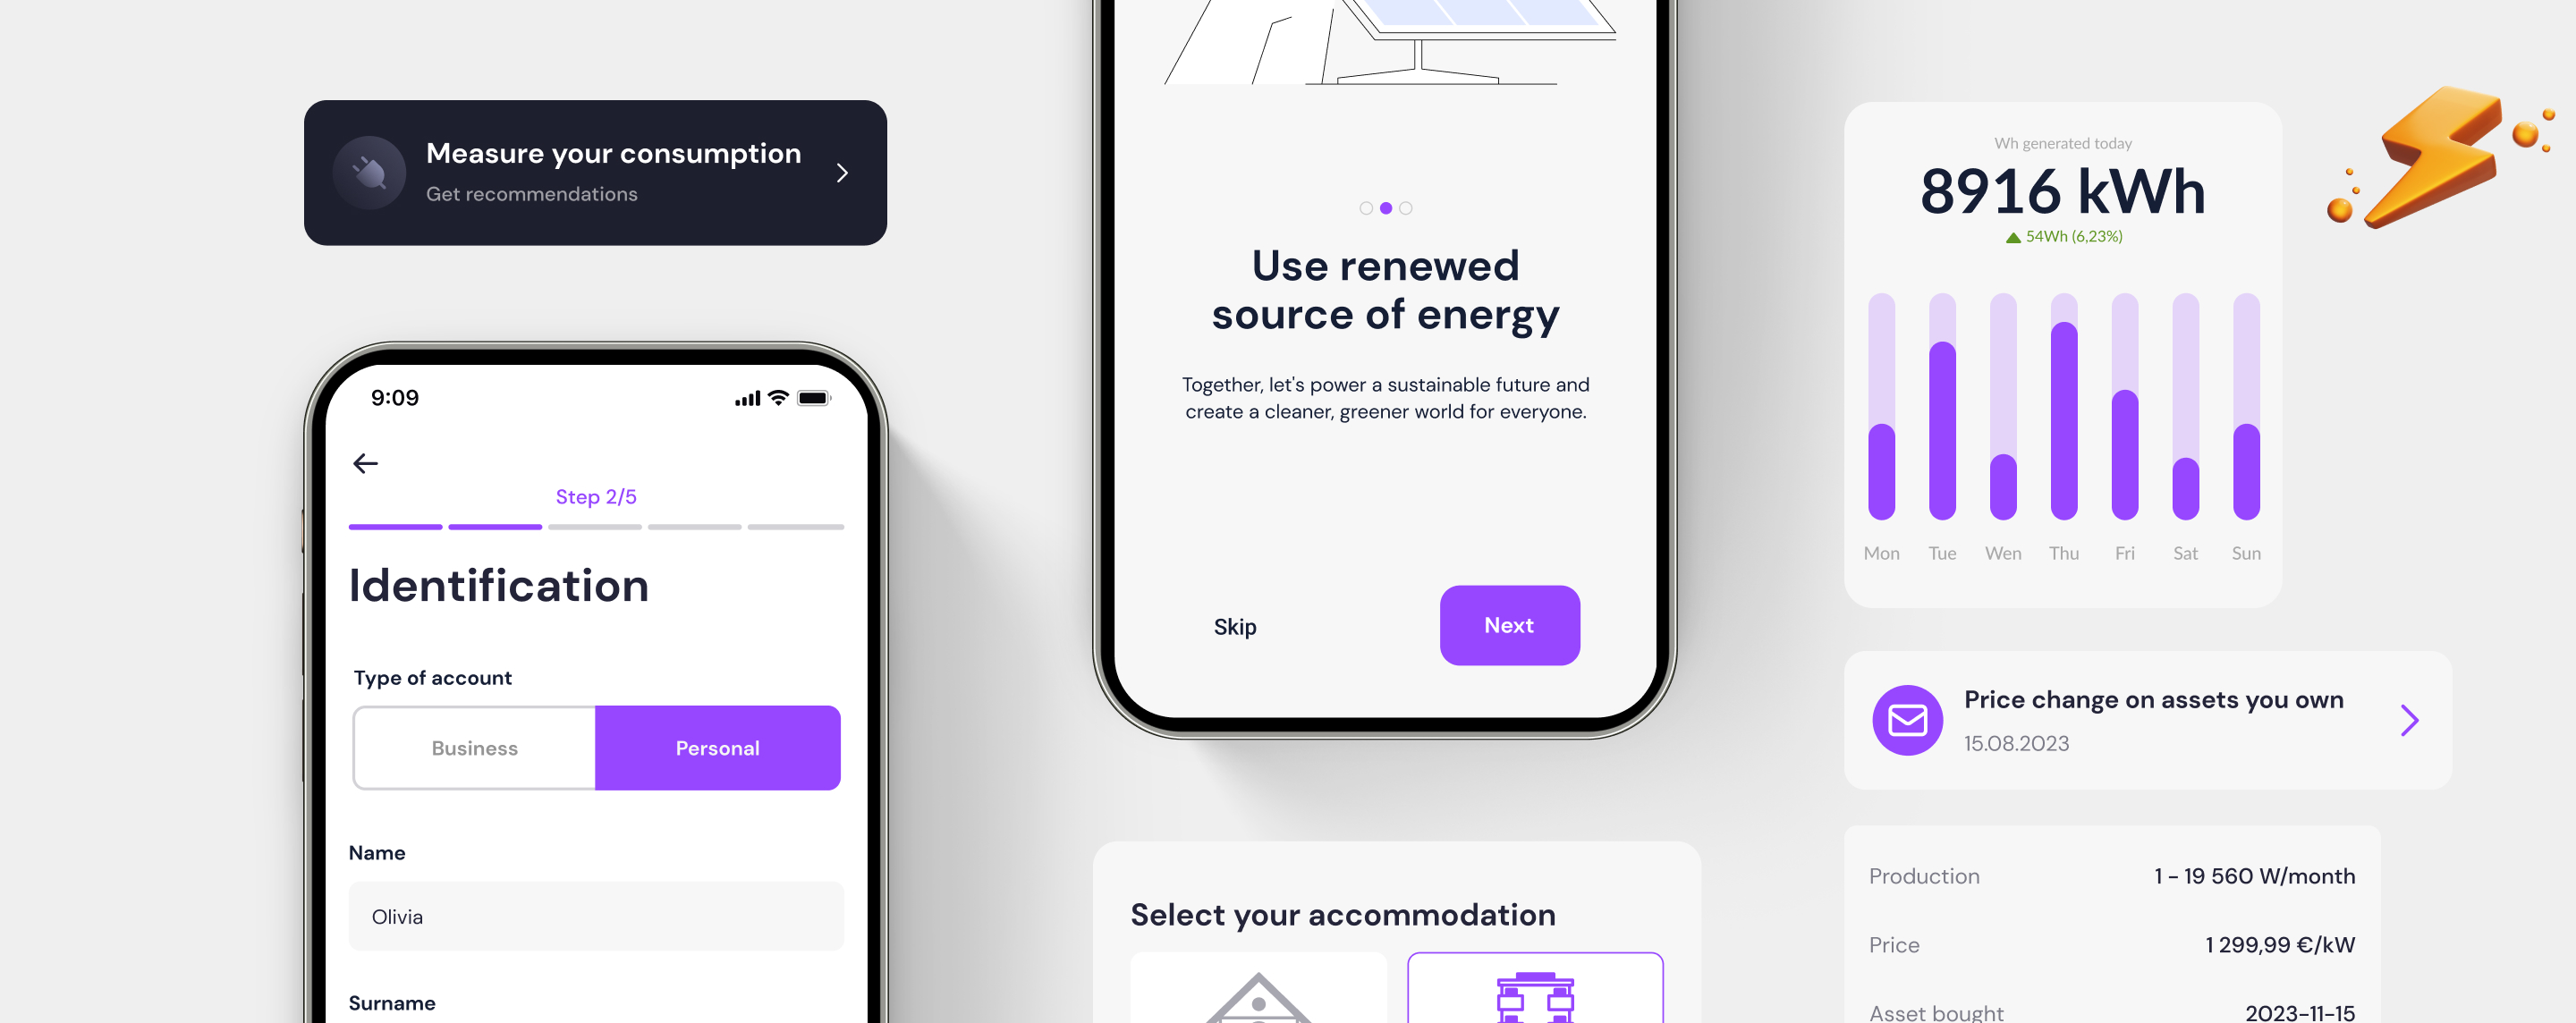 Measure your consumption
Get recommendations
9:09
Step 2/5
Identification
Type of account
Business
Personal
Name
Olivia
Surname
Use renewed
source of energy
Together, let's power a sustainable future and
create a cleaner, greener world for everyone.
Skip
Next
Select your accommodation
Wh generated today
8916 kWh
54Wh (6,23%)
Mon Tue Wen Thu Fri Sat Sun
Price change on assets you own
15.08.2023
Production 1 - 19 560 W/month
Price 1 299,99 €/kW
Asset bought 2023-11-15